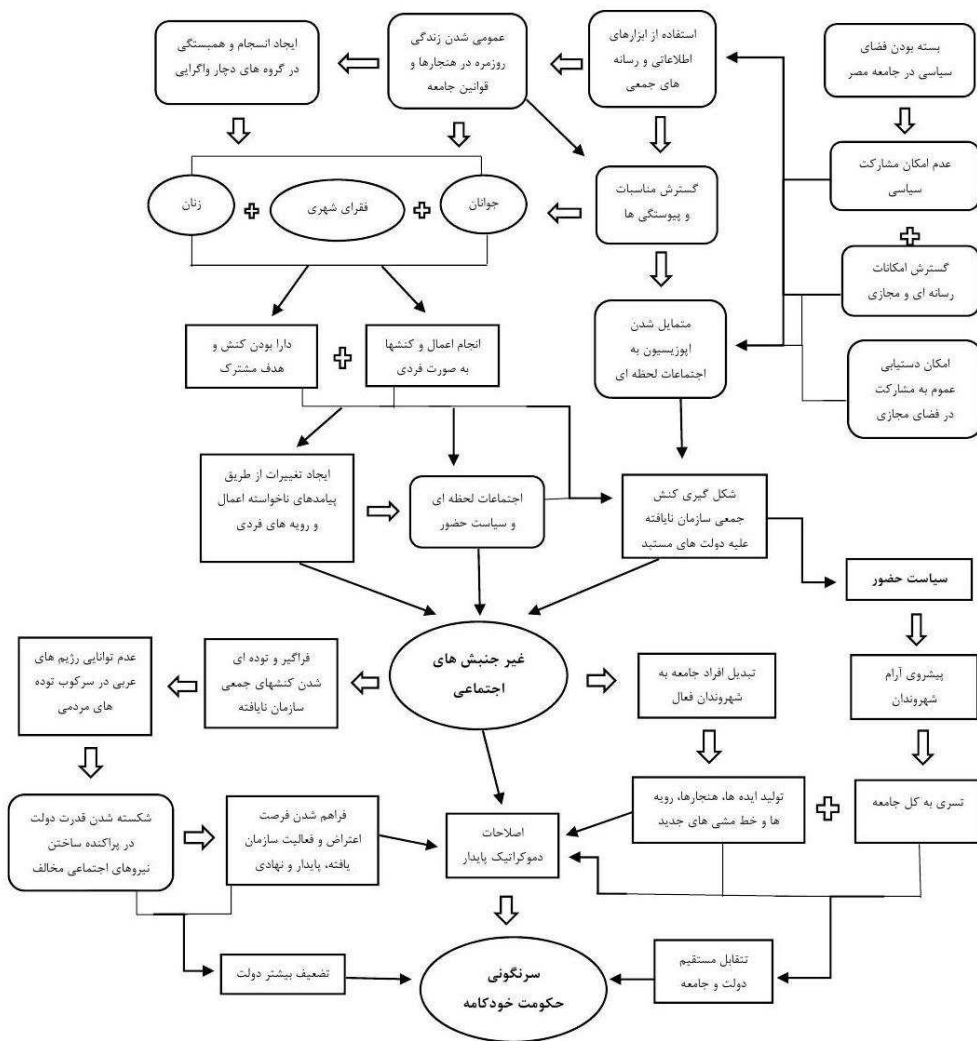 بسته بودن فضای
سیاسی در جامعه مصر
استفاده از ابزارهای
اطلاعاتی و رسانه
های جمعی
عمومی شدن زندگی
روزمره در هنجارها و
قوانین جامعه
ایجاد انسجام و همبستگی
در گروه های دچار واگرایی
عدم امکان مشارکت
سیاسی
گسترش مناسبات
و پیوستگی ها
جوانان
فقرای شهری
زنان
گسترش امکانات
رسانه ای و مجازی
متمایل شدن
اپوزیسیون به
اجتماعات لحظه ای
انجام اعمال و کنشها
به صورت فردی
دارا بودن کنش و
هدف مشترک
امکان دستیابی
عموم به مشارکت
در فضای مجازی
شکل گیری کنش
جمعی سازمان نایافته
علیه دولت های مستبد
اجتماعات لحظه ای
و سیاست حضور
ایجاد تغییرات از طریق
پیامدهای ناخواسته اعمال
و رویه های فردی
سیاست حضور
غیر جنبش های
اجتماعی
پیشروی آرام
شهروندان
تبدیل افراد جامعه به
شهروندان فعال
فراگیر و توده ای
شدن کنشهای جمعی
سازمان نایافته
عدم توانایی رژیم های
عربی در سرکوب توده
های مردمی
تسری به کل جامعه
تولید ایده ها، هنجارها، رویه
ها و خط مشی های جدید
اصلاحات
دموکراتیک پایدار
فراهم شدن فرصت
اعتراض و فعالیت سازمان
یافته، پایدار و نهادی
شکسته شدن قدرت دولت
در پراکنده ساختن
نیروهای اجتماعی مخالف
تتقابل مستقیم
دولت و جامعه
سرنگونی
حکومت خودکامه
تضعیف بیشتر دولت